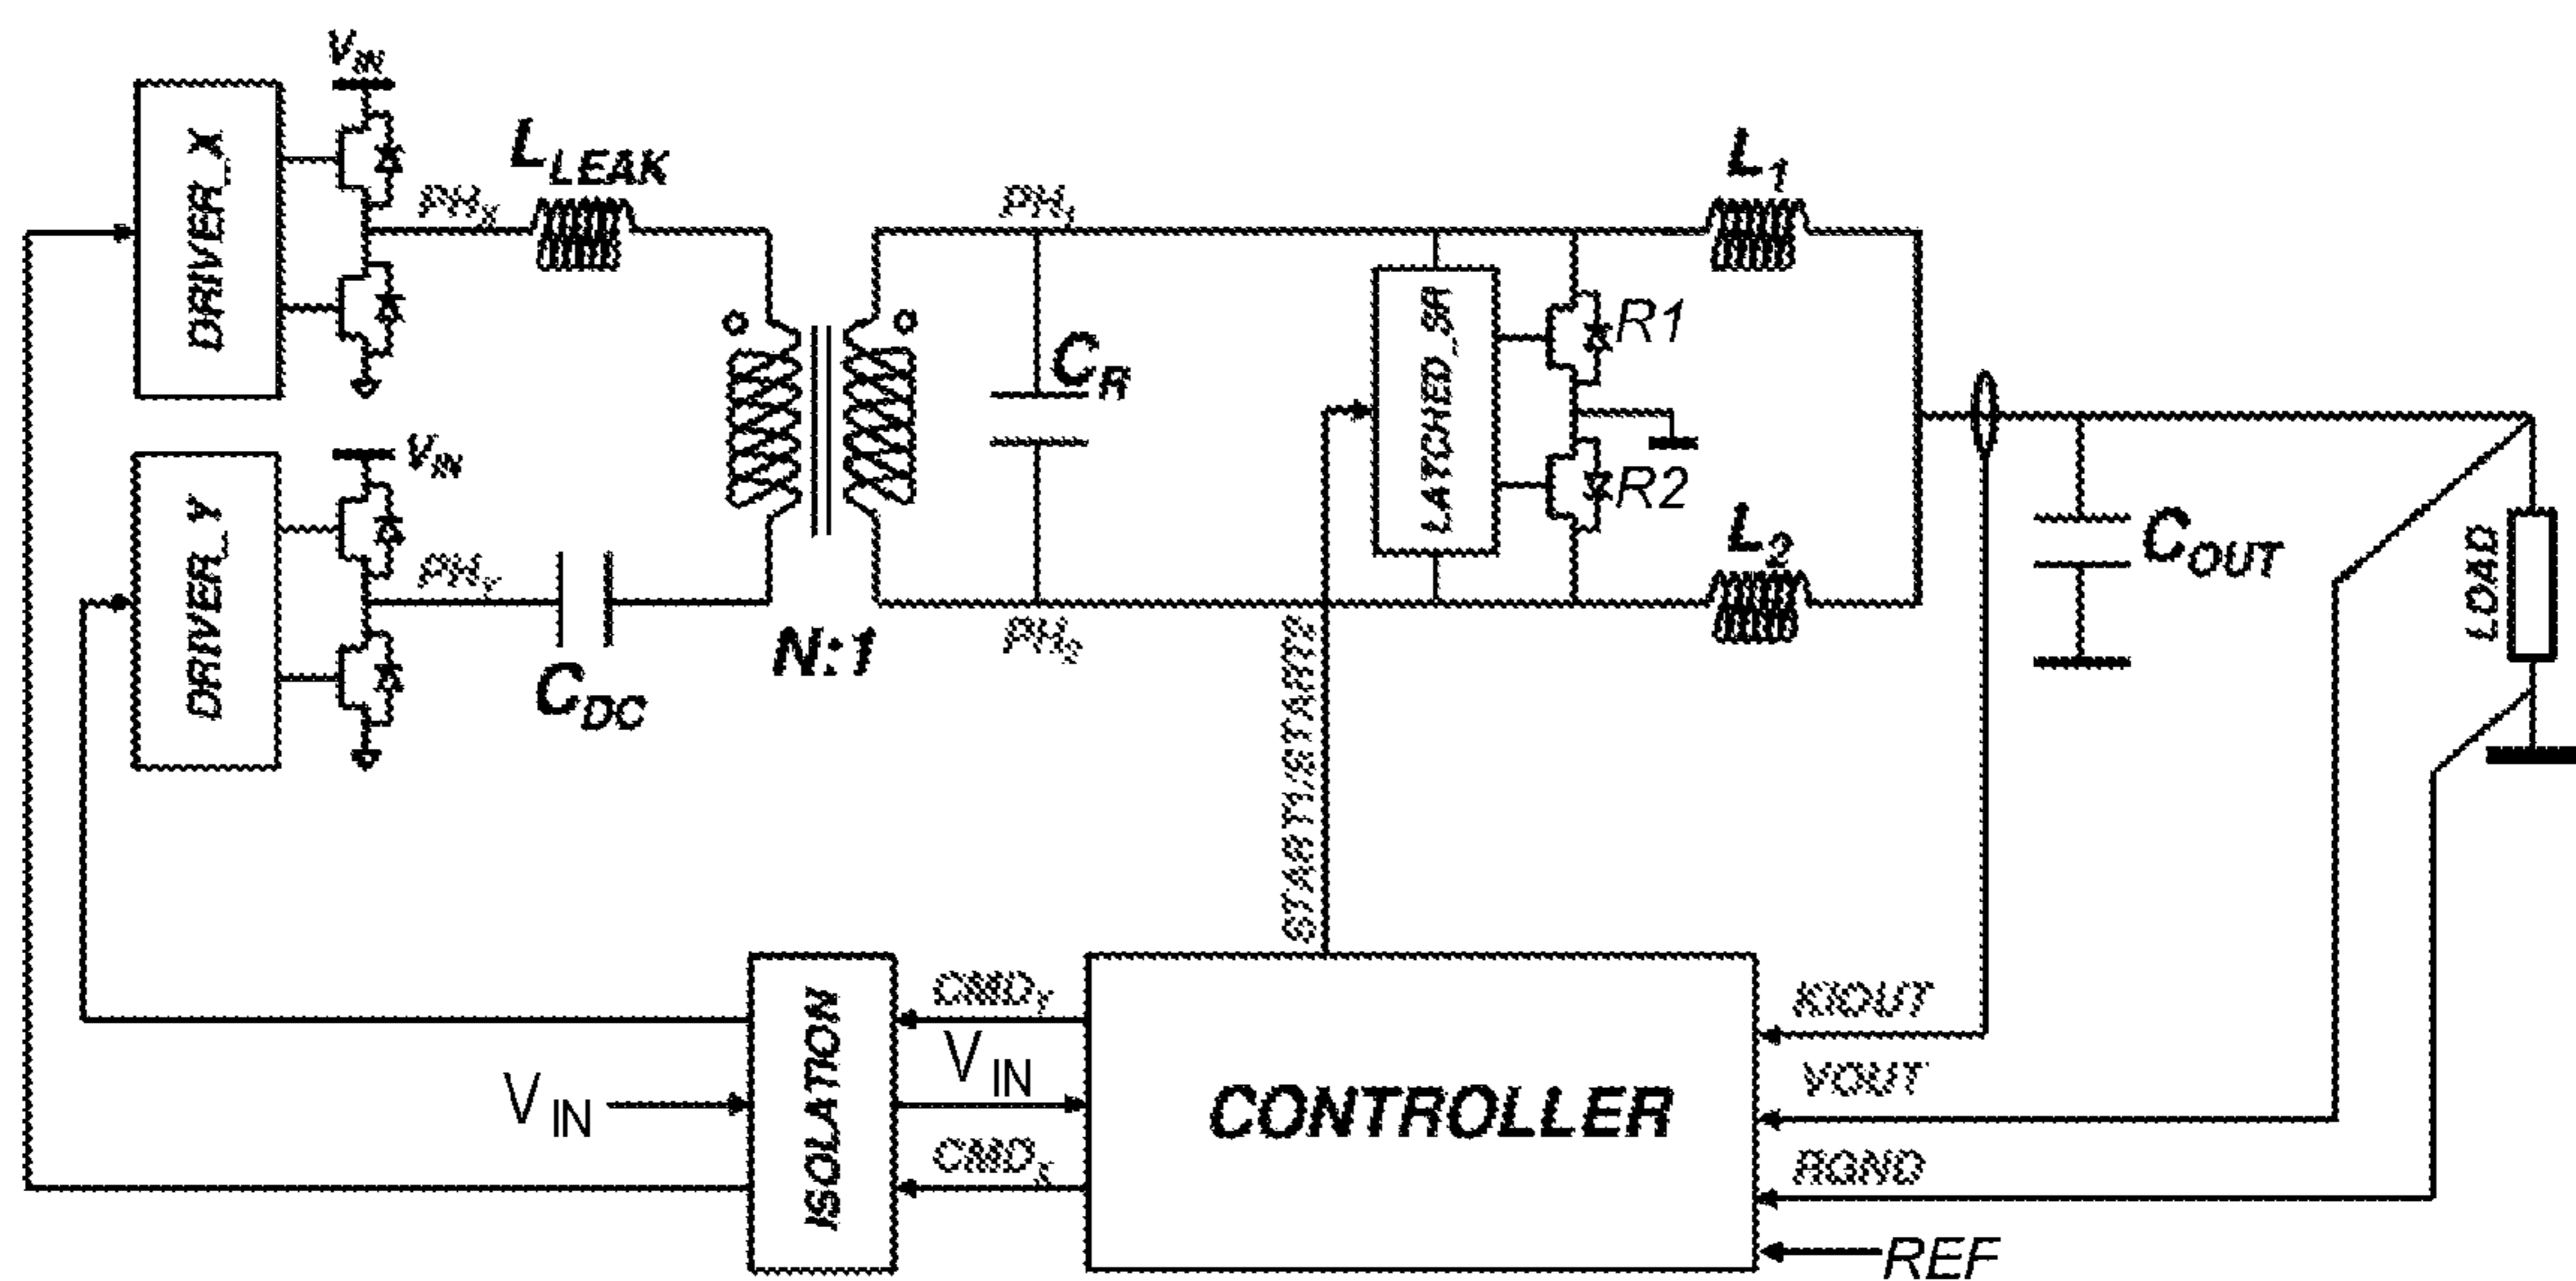 V_IN
DRIVER_X
PH_X
L_LEAK
PH_1
L_1
C_R
LATCHED_SR
R1
R2
V_IN
DRIVER_Y
PH_Y
C_DC
N:1
PH_2
L_2
C_OUT
LOAD
START1/START2
CMD_Y
V_IN
V_IN
CMD_X
ISOLATION
CONTROLLER
KIOUT
VOUT
RGND
REF